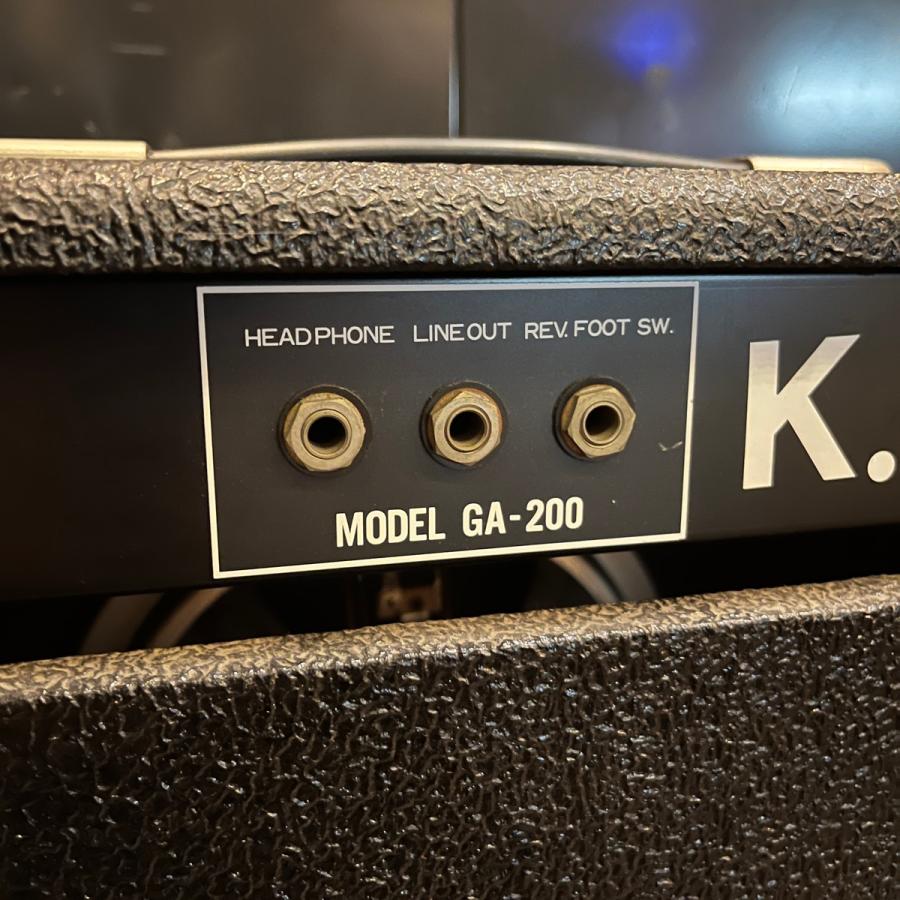 HEADPHONE LINE OUT REV. FOOT SW.
MODEL GA-200
K.